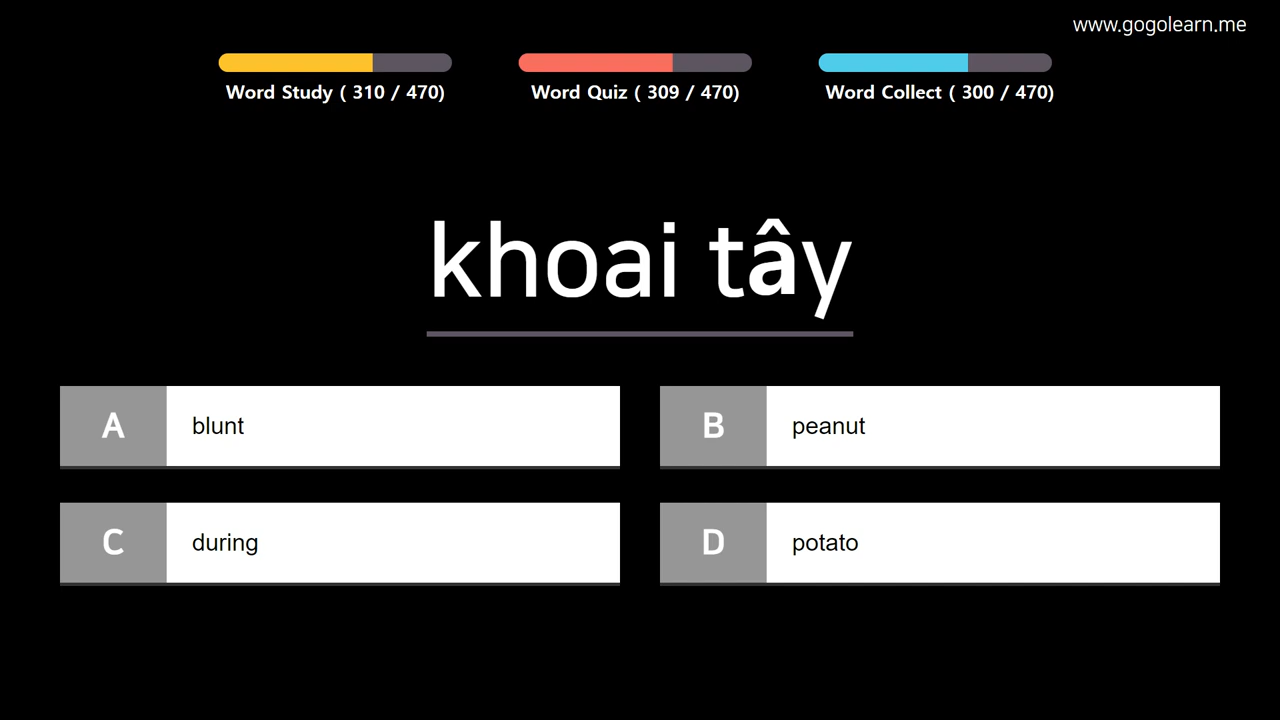 www.gogolearn.me
Word Study ( 310 / 470)
Word Quiz ( 309 / 470)
Word Collect ( 300 / 470)
khoai tây
A blunt
B peanut
C during
D potato